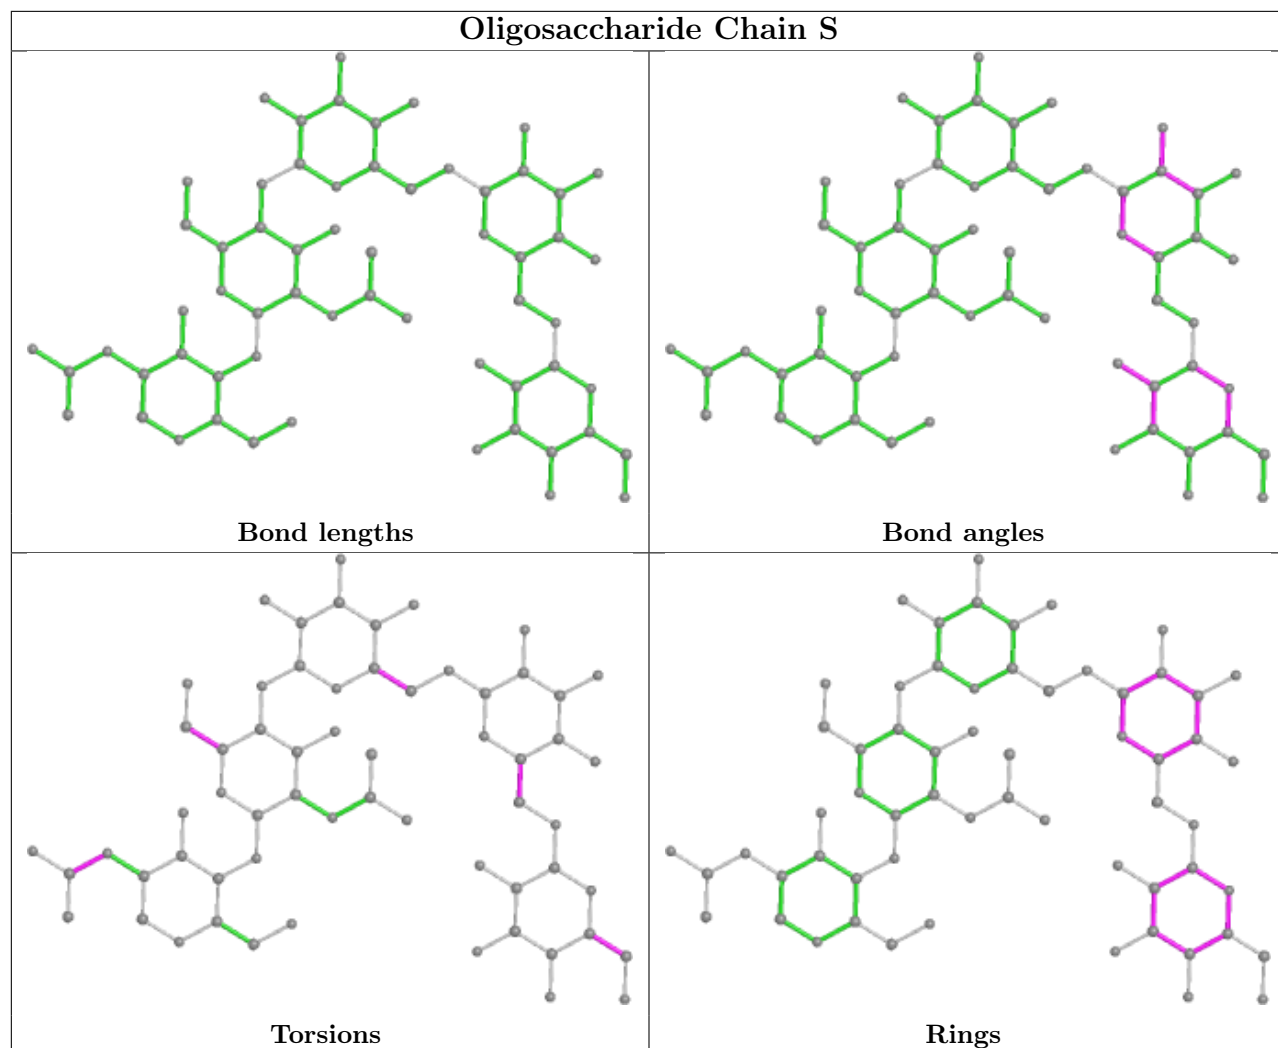 Oligosaccharide Chain S
Bond lengths
Bond angles
Torsions
Rings